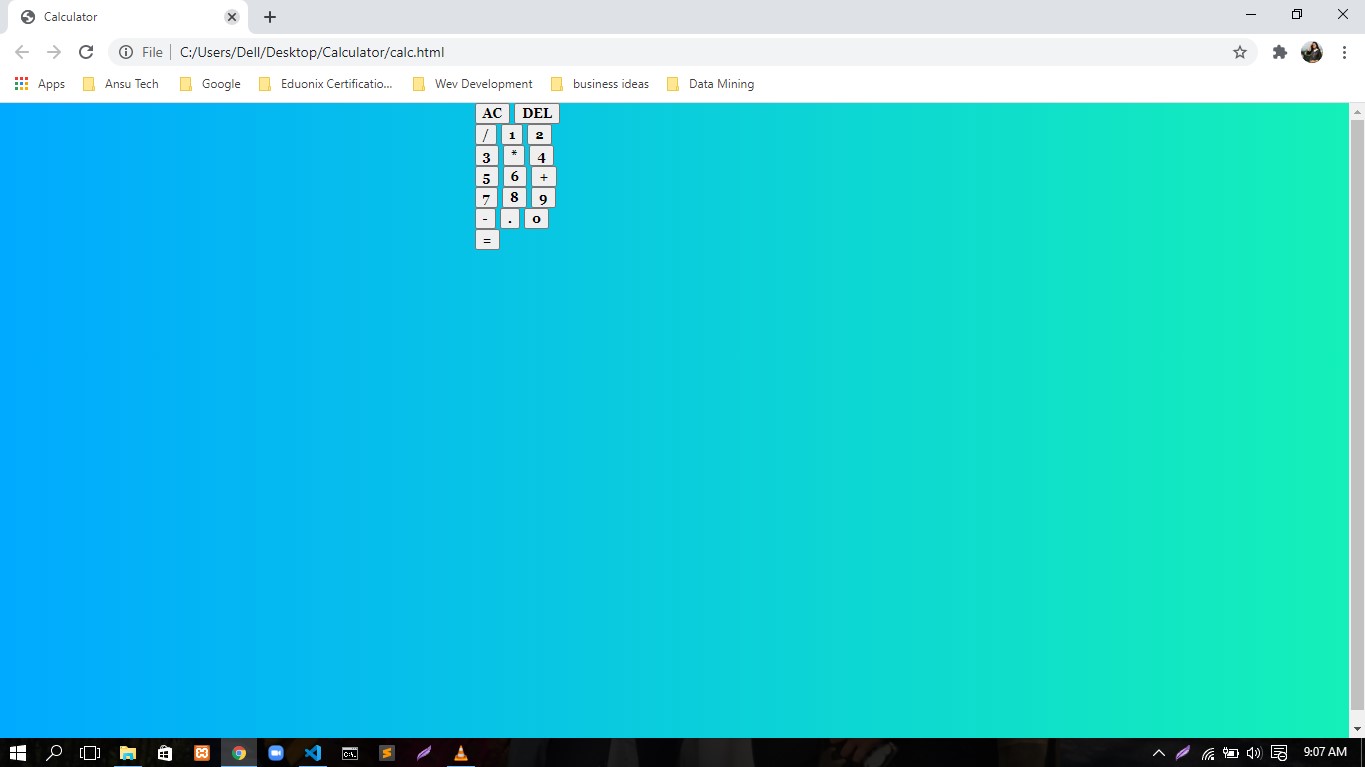 Calculator
File C:/Users/Dell/Desktop/Calculator/calc.html
Apps Ansu Tech Google Eduonix Certificatio... Wev Development business ideas Data Mining
AC DEL
/ 1 2
3 * 4
5 6 +
7 8 9
- . 0
=
9:07 AM